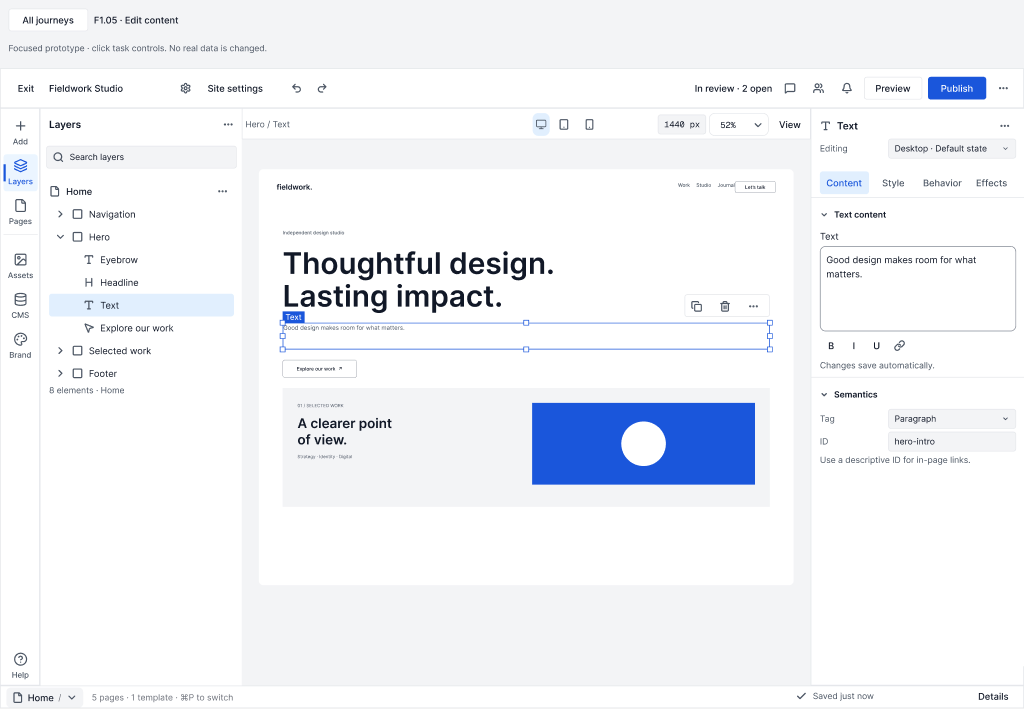 All journeys
F1.05 · Edit content
Focused prototype · click task controls. No real data is changed.
Exit
Fieldwork Studio
Site settings
In review · 2 open
Preview
Publish
Add
Layers
Pages
Assets
CMS
Brand
Help
Layers
Search layers
Home
Navigation
Hero
Eyebrow
Headline
Text
Explore our work
Selected work
Footer
8 elements · Home
Hero / Text
1440 px
52%
View
fieldwork.
Work Studio Journal
Let's talk
Independent design studio
Thoughtful design.
Lasting impact.
Text
Good design makes room for what matters.
Explore our work ↗
01 / SELECTED WORK
A clearer point
of view.
Strategy · Identity · Digital
Text
Editing
Desktop · Default state
Content
Style
Behavior
Effects
Text content
Text
Good design makes room for what
matters.
B I U
Changes save automatically.
Semantics
Tag
Paragraph
ID
hero-intro
Use a descriptive ID for in-page links.
Home /
5 pages · 1 template · ⌘P to switch
Saved just now
Details